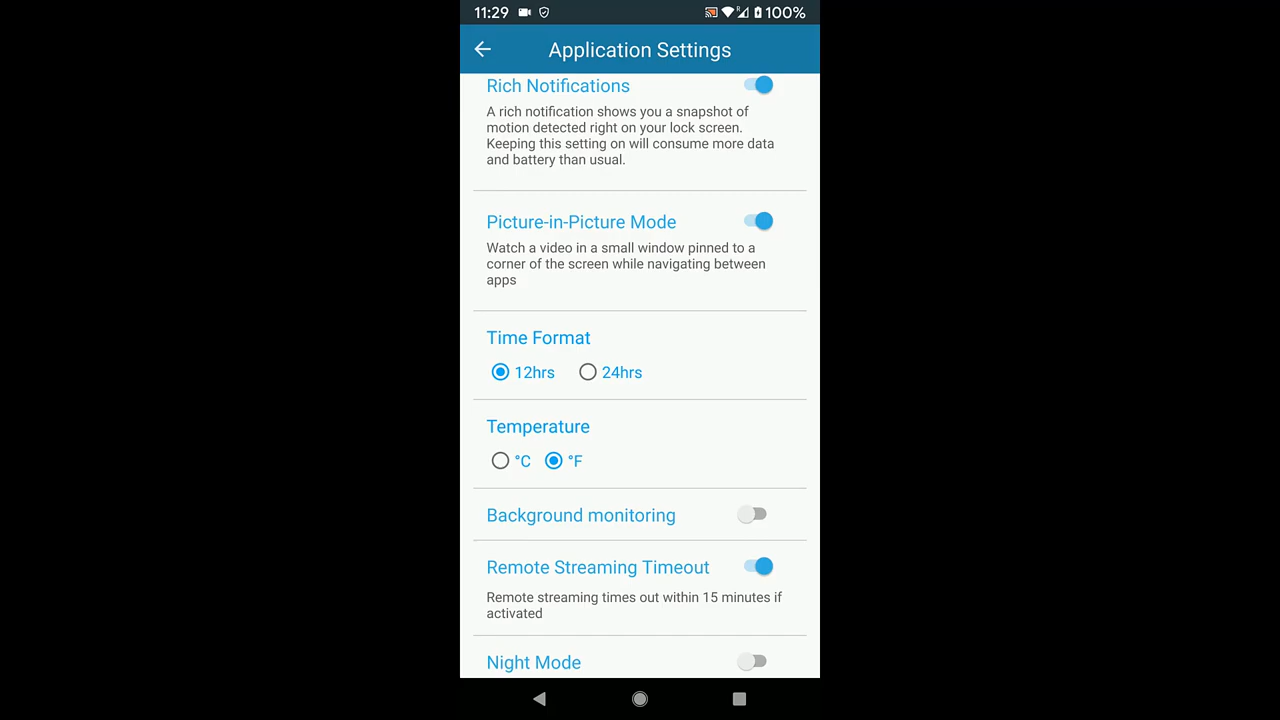 11:29
R
100%
Application Settings
Rich Notifications
A rich notification shows you a snapshot of
motion detected right on your lock screen.
Keeping this setting on will consume more data
and battery than usual.
Picture-in-Picture Mode
Watch a video in a small window pinned to a
corner of the screen while navigating between
apps
Time Format
12hrs 24hrs
Temperature
°C °F
Background monitoring
Remote Streaming Timeout
Remote streaming times out within 15 minutes if
activated
Night Mode